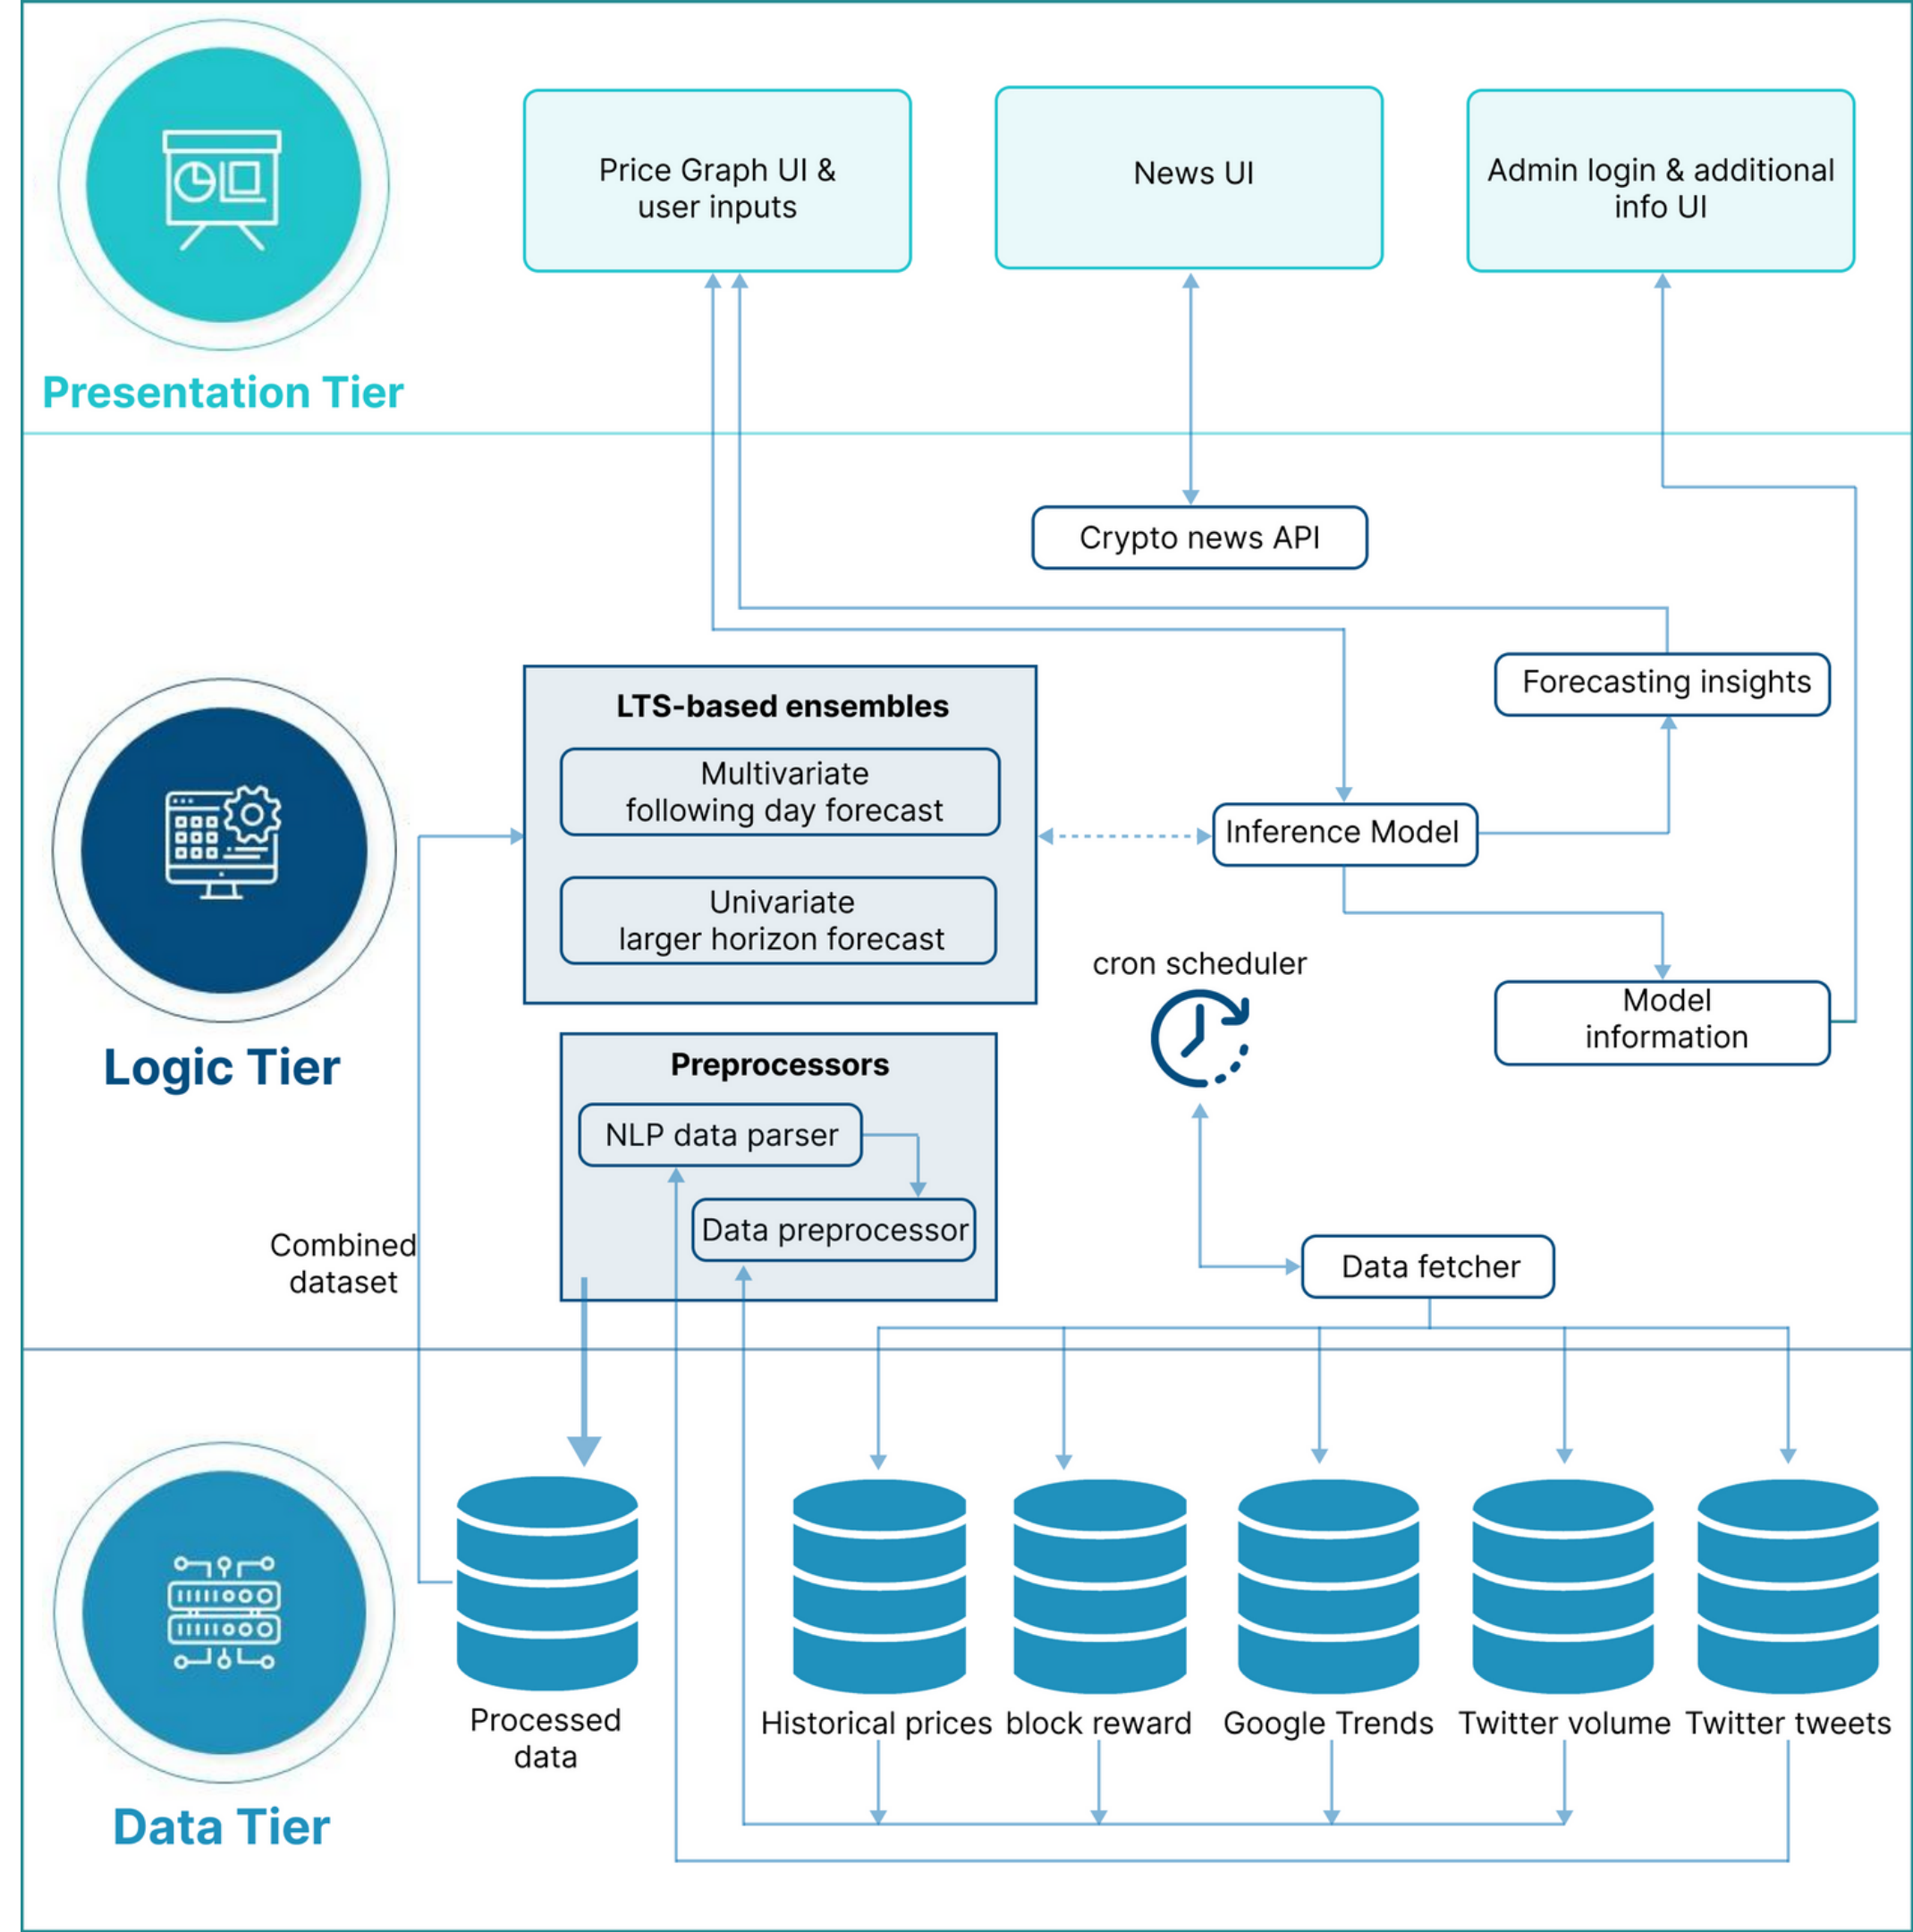 Price Graph UI &
user inputs
News UI
Admin login & additional
info UI
Presentation Tier
Crypto news API
Forecasting insights
LTS-based ensembles
Multivariate
following day forecast
Inference Model
Univariate
larger horizon forecast
cron scheduler
Model
information
Logic Tier
Preprocessors
NLP data parser
Data preprocessor
Combined
dataset
Data fetcher
Processed
data
Historical prices
block reward
Google Trends
Twitter volume
Twitter tweets
Data Tier